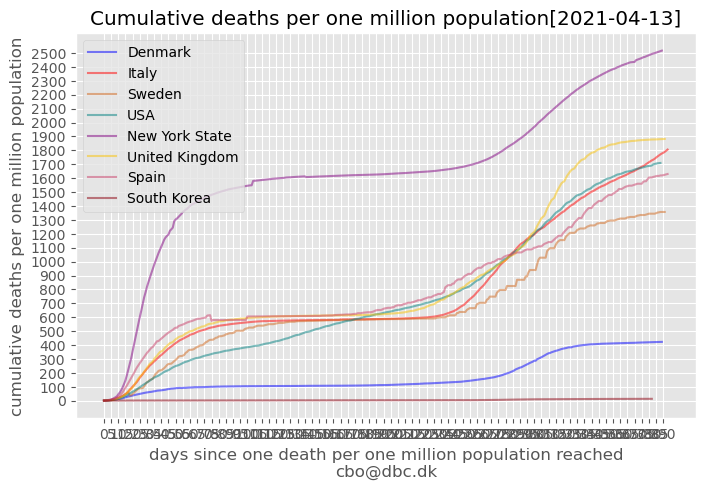 Cumulative deaths per one million population[2021-04-13]
cumulative deaths per one million population
2500
2400
2300
2200
2100
2000
1900
1800
1700
1600
1500
1400
1300
1200
1100
1000
900
800
700
600
500
400
300
200
100
0
Denmark
Italy
Sweden
USA
New York State
United Kingdom
Spain
South Korea
days since one death per one million population reached
cbo@dbc.dk